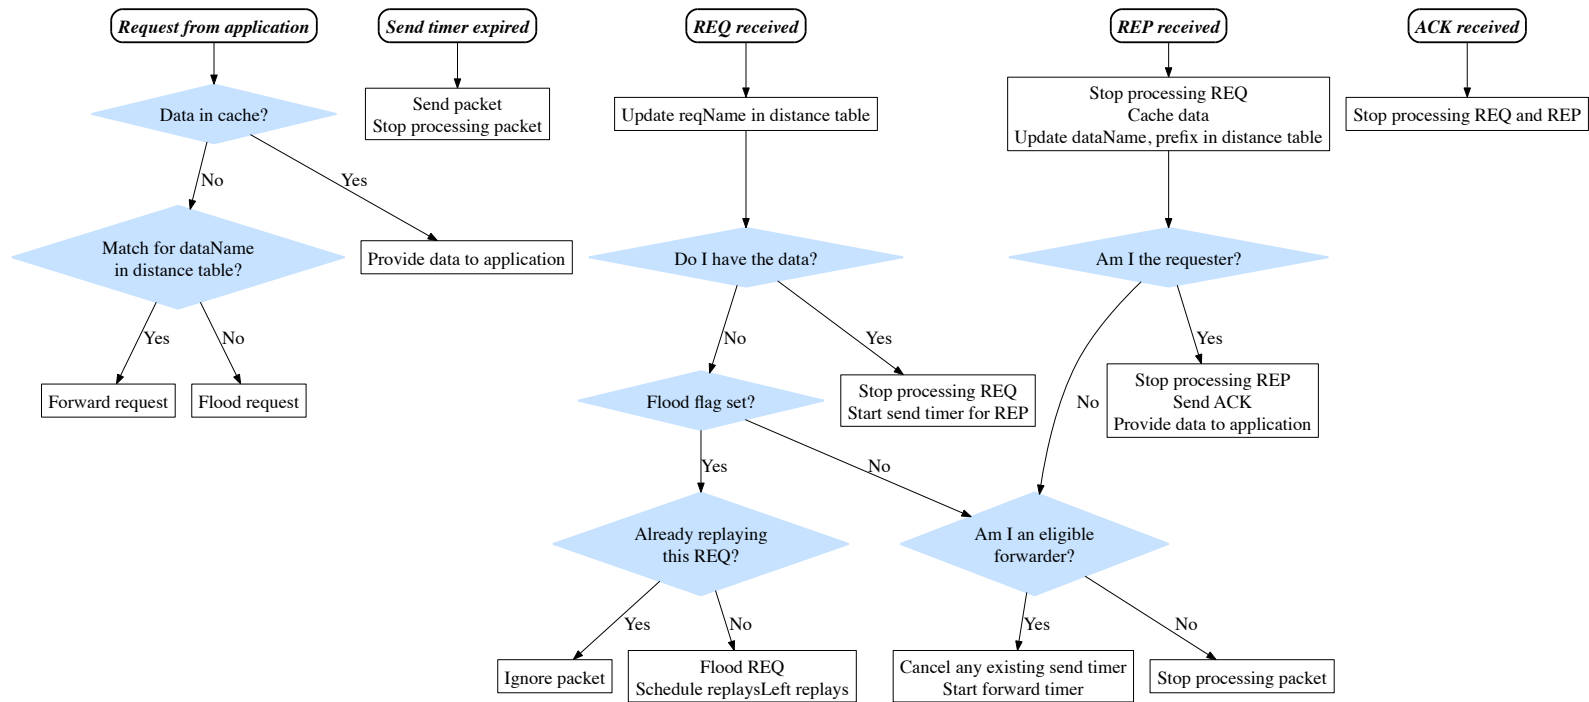 Request from application
Send timer expired
REQ received
REP received
ACK received
Data in cache?
Send packet
Stop processing packet
Update reqName in distance table
Stop processing REQ
Cache data
Update dataName, prefix in distance table
Stop processing REQ and REP
No
Yes
Match for dataName
in distance table?
Provide data to application
Do I have the data?
Am I the requester?
Yes
No
No
Yes
Yes
Forward request
Flood request
Flood flag set?
Stop processing REQ
Start send timer for REP
No
Stop processing REP
Send ACK
Provide data to application
Yes
No
Already replaying
this REQ?
Am I an eligible
forwarder?
Yes
No
Yes
No
Ignore packet
Flood REQ
Schedule replaysLeft replays
Cancel any existing send timer
Start forward timer
Stop processing packet